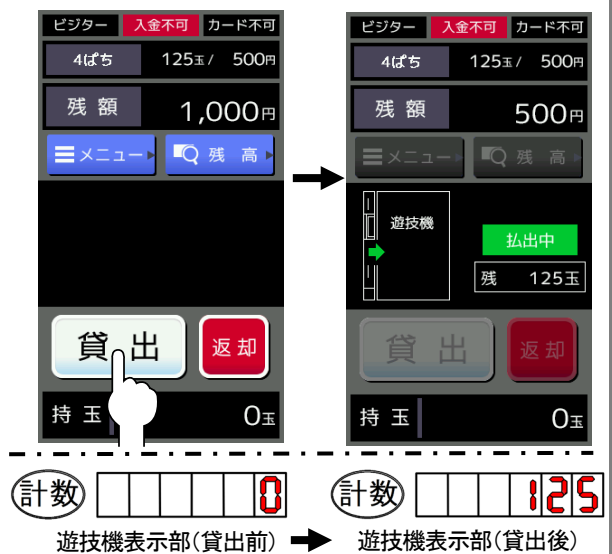 ビジター 入金不可 カード不可
4ぱち 125玉/ 500円
残 額 1,000円
メニュー 残 高
貸 出 返却
持 玉 0玉
ビジター 入金不可 カード不可
4ぱち 125玉/ 500円
残 額 500円
メニュー 残 高
遊技機
払出中
残 125玉
貸 出 返却
持 玉 0玉
計数 0
遊技機表示部(貸出前)
計数 125
遊技機表示部(貸出後)